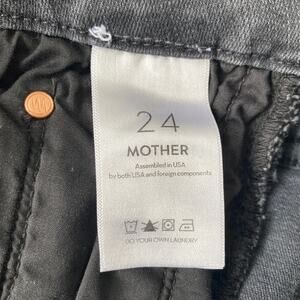 24
MOTHER
Assembled in USA
by both USA and foreign components
DO YOUR OWN LAUNDRY